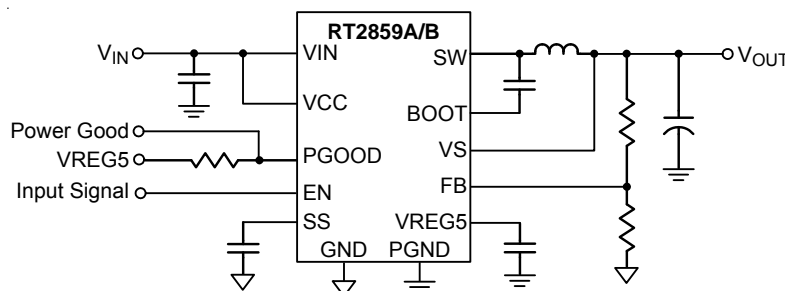 RT2859A/B
VIN
VIN
SW
VOUT
VCC
BOOT
Power Good
VREG5
PGOOD
VS
Input Signal
EN
FB
SS
VREG5
GND
PGND